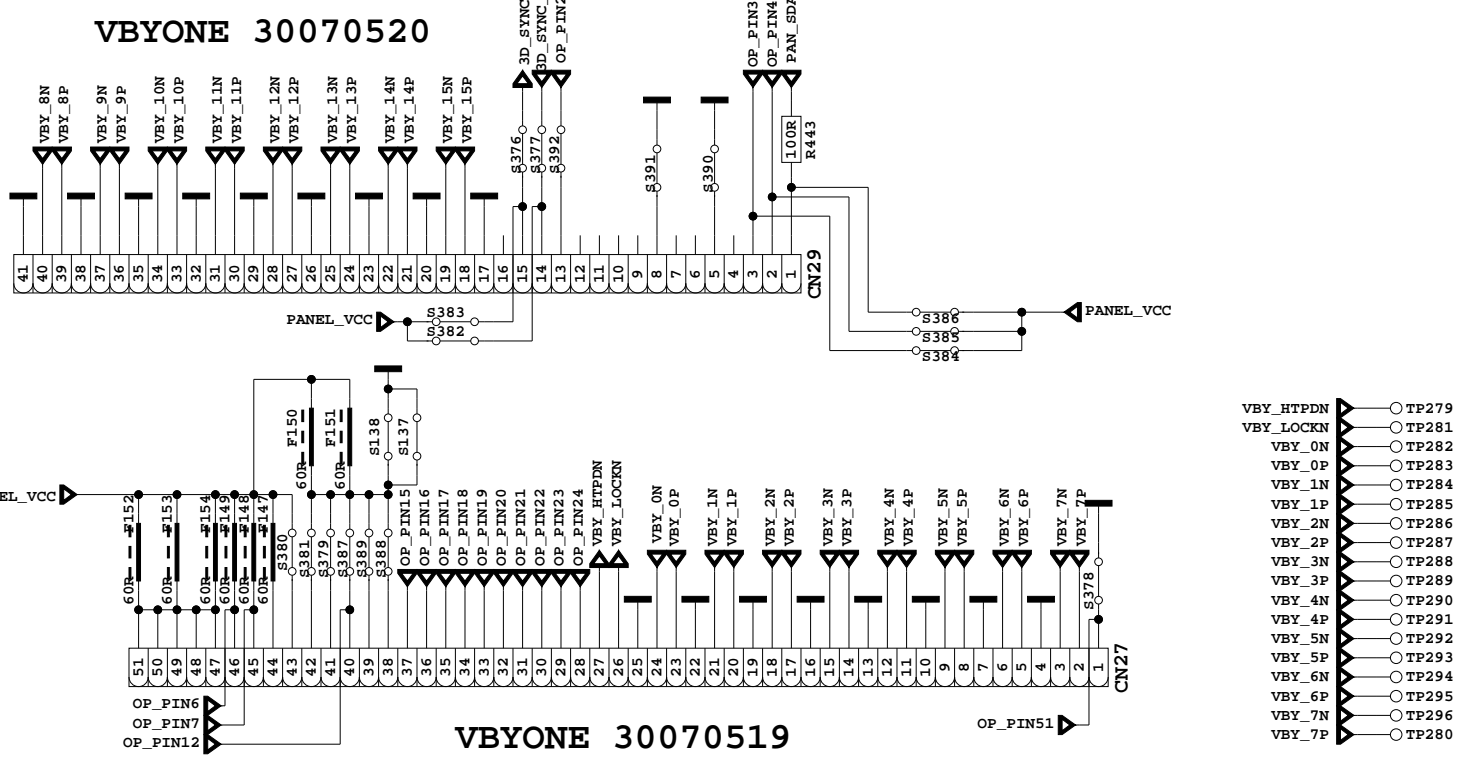 VBYONE 30070520
VBY_8N
VBY_8P
VBY_9N
VBY_9P
VBY_10N
VBY_10P
VBY_11N
VBY_11P
VBY_12N
VBY_12P
VBY_13N
VBY_13P
VBY_14N
VBY_14P
VBY_15N
VBY_15P
3D_SYNC
3D_SYNC_
OP_PIN2
OP_PIN3
OP_PIN4
PAN_SDA
S376
S377
S392
S391
S390
100R
R443
41 40 39 38 37 36 35 34 33 32 31 30 29 28 27 26 25 24 23 22 21 20 19 18 17 16 15 14 13 12 11 10 9 8 7 6 5 4 3 2 1
CN29
PANEL_VCC
S383
S382
S386
S385
S384
PANEL_VCC
EL_VCC
60R F152
60R F153
60R F154
60R F149
60R F148
60R F147
60R F150
60R F151
S138
S137
S380
S381
S379
S387
S389
S388
OP_PIN15
OP_PIN16
OP_PIN17
OP_PIN18
OP_PIN19
OP_PIN20
OP_PIN21
OP_PIN22
OP_PIN23
OP_PIN24
VBY_HTPDN
VBY_LOCKN
VBY_0N
VBY_0P
VBY_1N
VBY_1P
VBY_2N
VBY_2P
VBY_3N
VBY_3P
VBY_4N
VBY_4P
VBY_5N
VBY_5P
VBY_6N
VBY_6P
VBY_7N
VBY_7P
S378
51 50 49 48 47 46 45 44 43 42 41 40 39 38 37 36 35 34 33 32 31 30 29 28 27 26 25 24 23 22 21 20 19 18 17 16 15 14 13 12 11 10 9 8 7 6 5 4 3 2 1
CN27
OP_PIN6
OP_PIN7
OP_PIN12
OP_PIN51
VBYONE 30070519
VBY_HTPDN TP279
VBY_LOCKN TP281
VBY_0N TP282
VBY_0P TP283
VBY_1N TP284
VBY_1P TP285
VBY_2N TP286
VBY_2P TP287
VBY_3N TP288
VBY_3P TP289
VBY_4N TP290
VBY_4P TP291
VBY_5N TP292
VBY_5P TP293
VBY_6N TP294
VBY_6P TP295
VBY_7N TP296
VBY_7P TP280